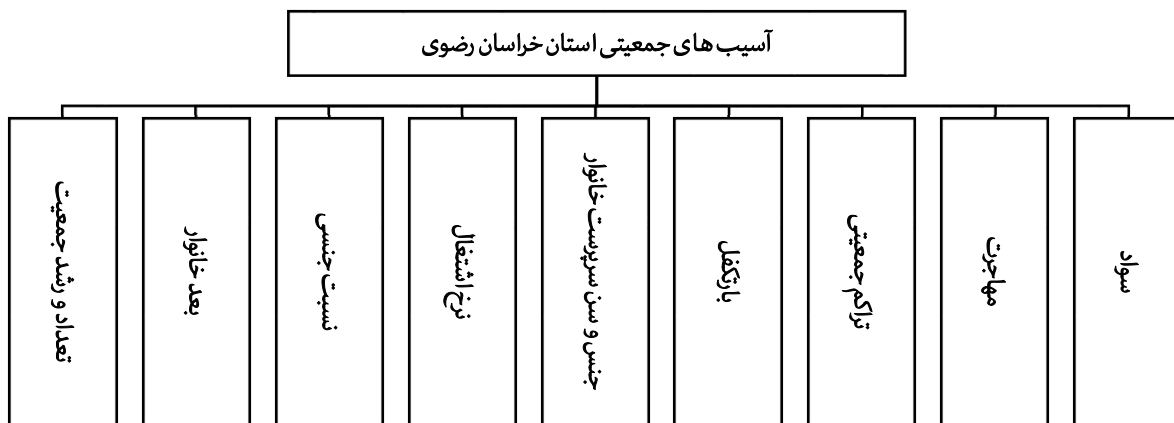 آسیب های جمعیتی استان خراسان رضوی
سواد
مهاجرت
تراکم جمعیتی
بارتکفل
جنس و سن سرپرست خانوار
نرخ اشتغال
نسبت جنسی
بعد خانوار
تعداد و رشد جمعیت